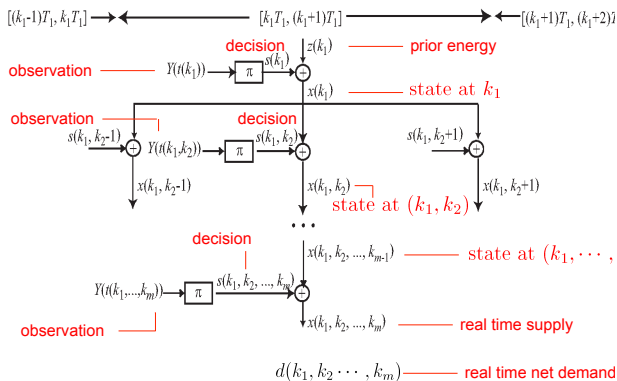 [(k₁-1)T₁, k₁T₁] [k₁T₁, (k₁+1)T₁] [(k₁+1)T₁, (k₁+2)T
decision z(k₁) prior energy
observation Y(t(k₁)) π s(k₁) +
x(k₁) state at k₁
observation decision
s(k₁, k₂-1) + Y(t(k₁,k₂)) π s(k₁, k₂) + s(k₁, k₂+1) +
x(k₁, k₂-1) x(k₁, k₂) x(k₁, k₂+1)
state at (k₁, k₂)
...
decision x(k₁, k₂, ..., kₘ₋₁) state at (k₁, ⋯ ,
Y(t(k₁,...,kₘ)) π s(k₁, k₂, ..., kₘ) +
observation x(k₁, k₂, ..., kₘ) real time supply
d(k₁, k₂ ⋯ , kₘ) real time net demand